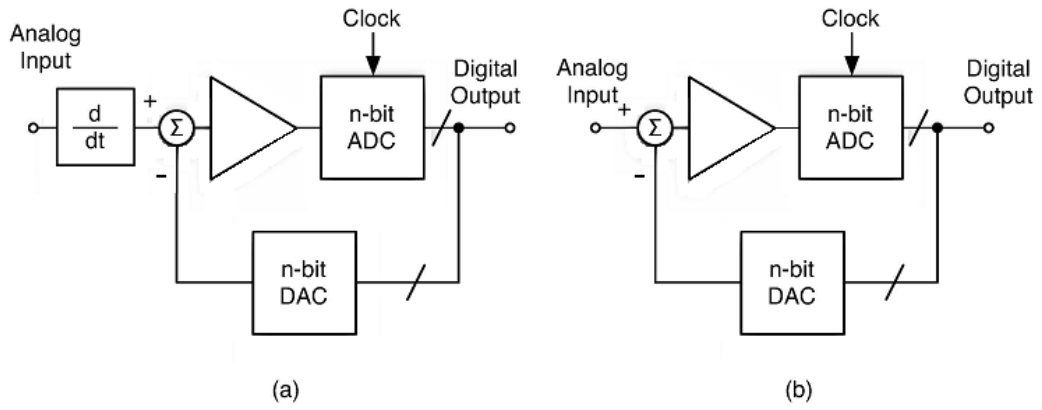 Clock
Analog
Input
d
dt
+
Σ
-
n-bit
ADC
Digital
Output
n-bit
DAC
(a)
Clock
Analog
Input
+
Σ
-
n-bit
ADC
Digital
Output
n-bit
DAC
(b)